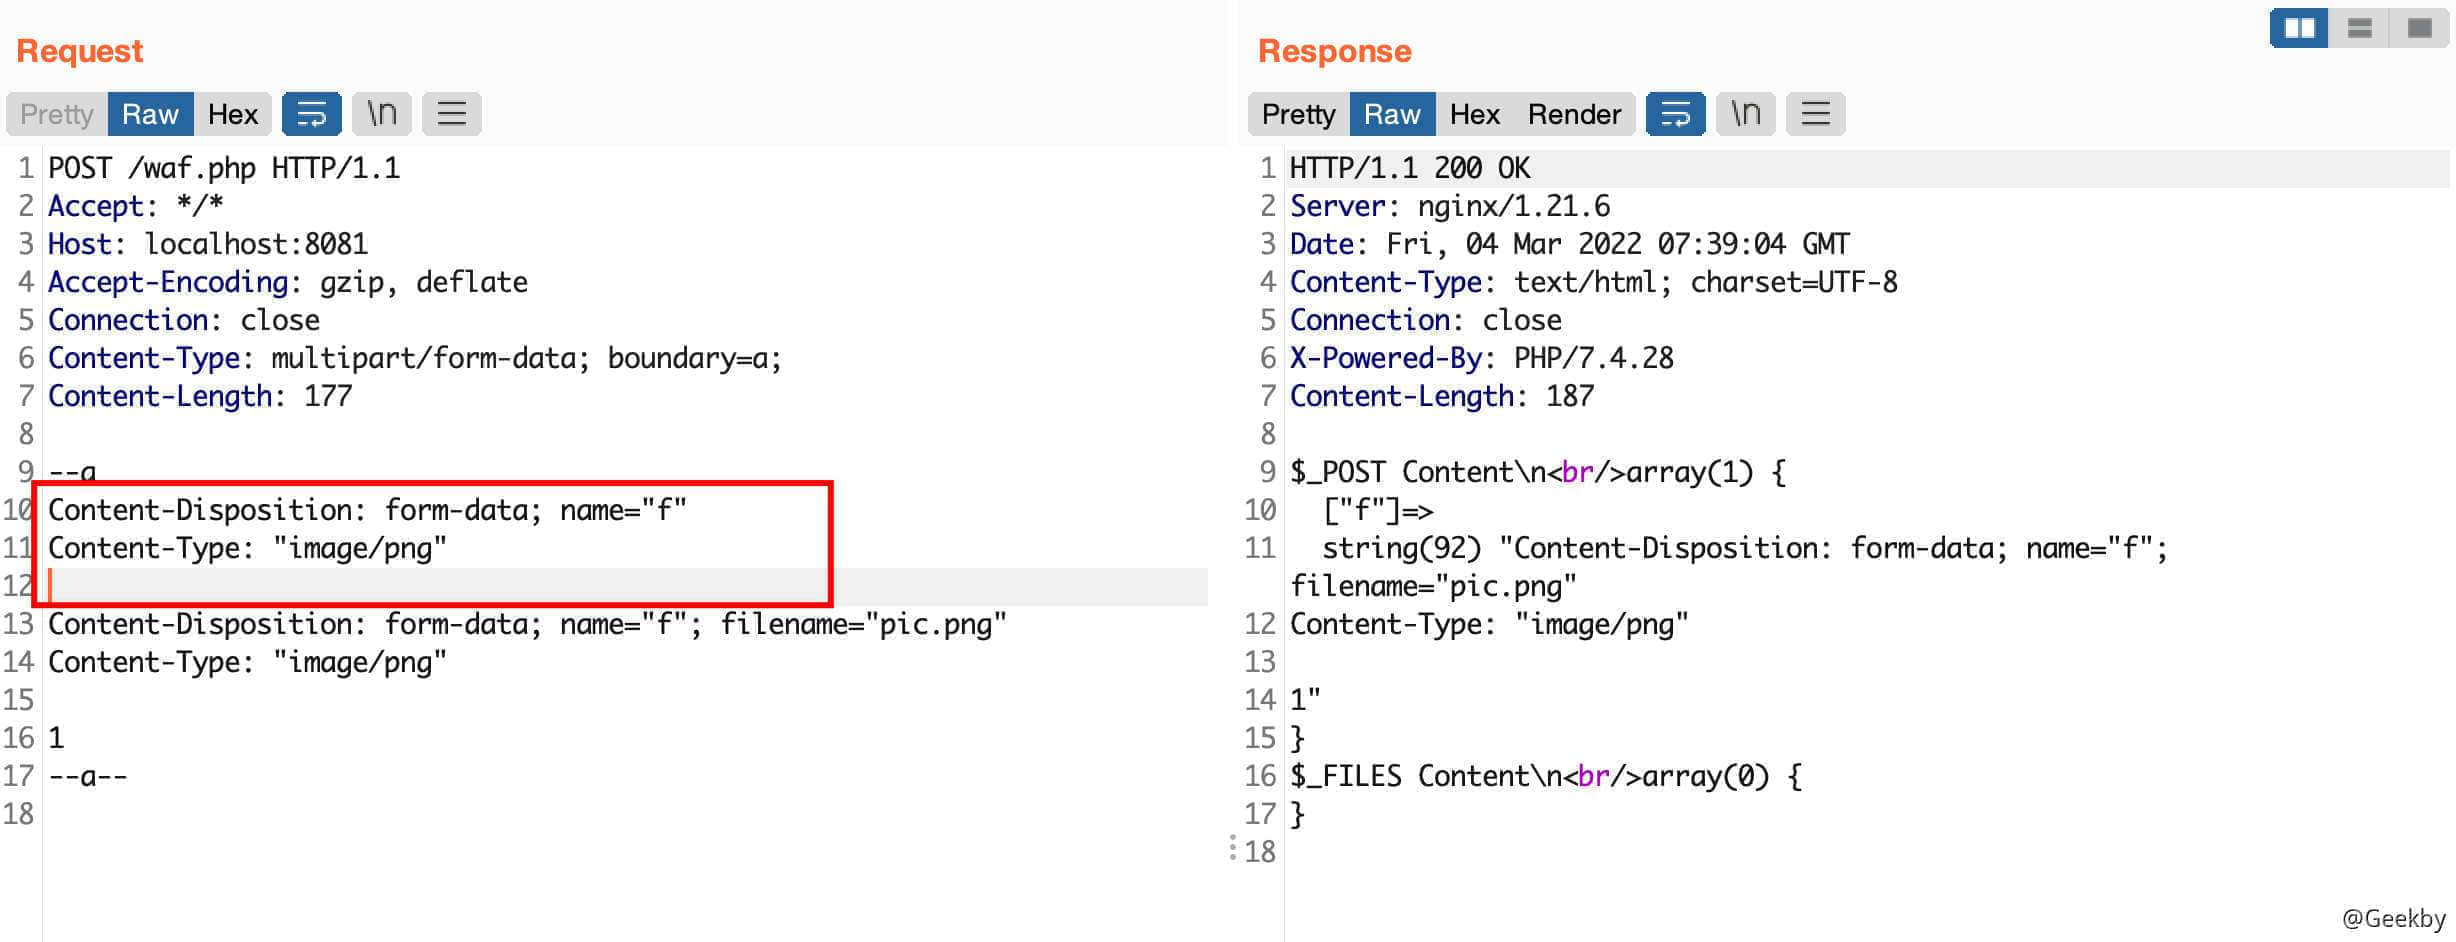 Request
Pretty Raw Hex \n
1 POST /waf.php HTTP/1.1
2 Accept: */*
3 Host: localhost:8081
4 Accept-Encoding: gzip, deflate
5 Connection: close
6 Content-Type: multipart/form-data; boundary=a;
7 Content-Length: 177
8
9 --a
10 Content-Disposition: form-data; name="f"
11 Content-Type: "image/png"
12
13 Content-Disposition: form-data; name="f"; filename="pic.png"
14 Content-Type: "image/png"
15
16 1
17 --a--
18
Response
Pretty Raw Hex Render \n
1 HTTP/1.1 200 OK
2 Server: nginx/1.21.6
3 Date: Fri, 04 Mar 2022 07:39:04 GMT
4 Content-Type: text/html; charset=UTF-8
5 Connection: close
6 X-Powered-By: PHP/7.4.28
7 Content-Length: 187
8
9 $_POST Content\n<br/>array(1) {
10 ["f"]=>
11 string(92) "Content-Disposition: form-data; name="f";
filename="pic.png"
12 Content-Type: "image/png"
13
14 1"
15 }
16 $_FILES Content\n<br/>array(0) {
17 }
18
@Geekby